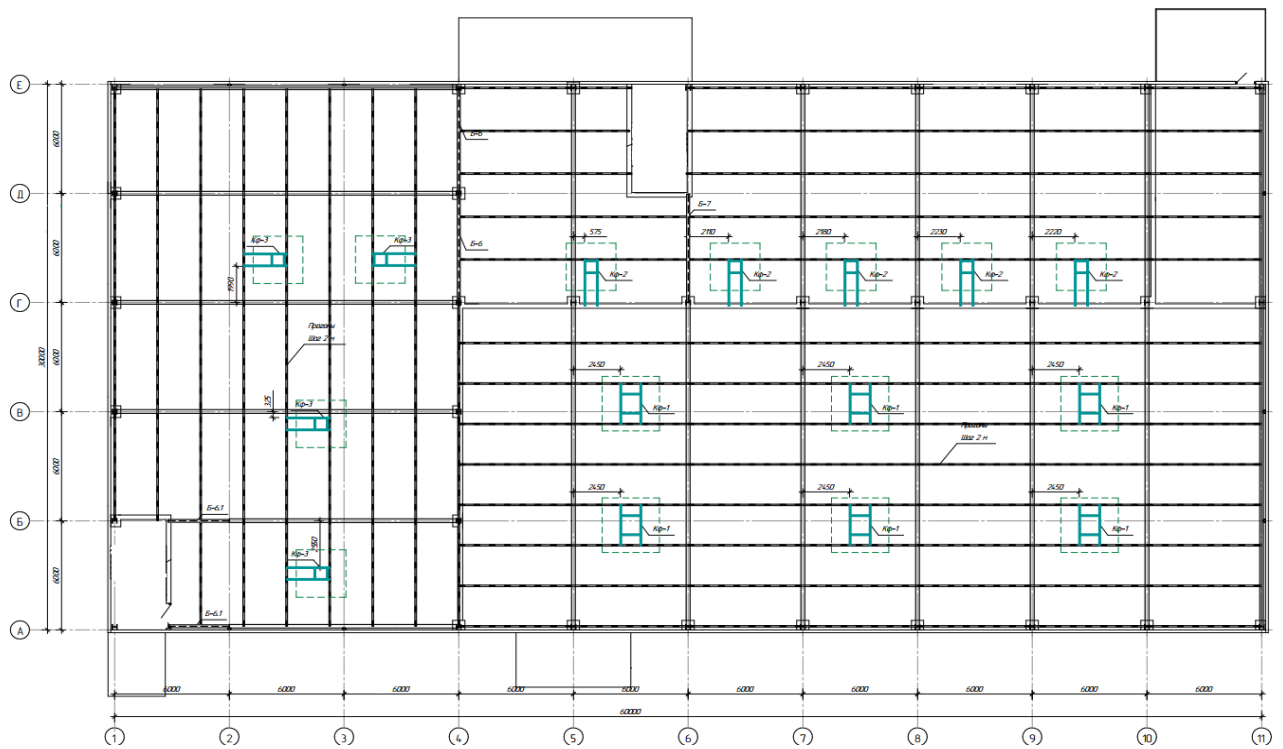 Е
6000
Б-6
Д
Б-7
575
2110
2180
2230
2220
Кф-3
Кф-3
Б-6
6000
Кф-2
Кф-2
Кф-2
Кф-2
Кф-2
1990
Г
Прогоны
Шаг 2 м
30000
6000
2450
2450
2450
325
Кф-3
Кф-1
Кф-1
Кф-1
В
Прогоны
Шаг 2 м
6000
2450
2450
2450
Б-6.1
Б
Кф-1
Кф-1
Кф-1
Кф-3
6000
Б-6.1
А
6000
6000
6000
6000
6000
6000
6000
6000
6000
6000
60000
1
2
3
4
5
6
7
8
9
10
11